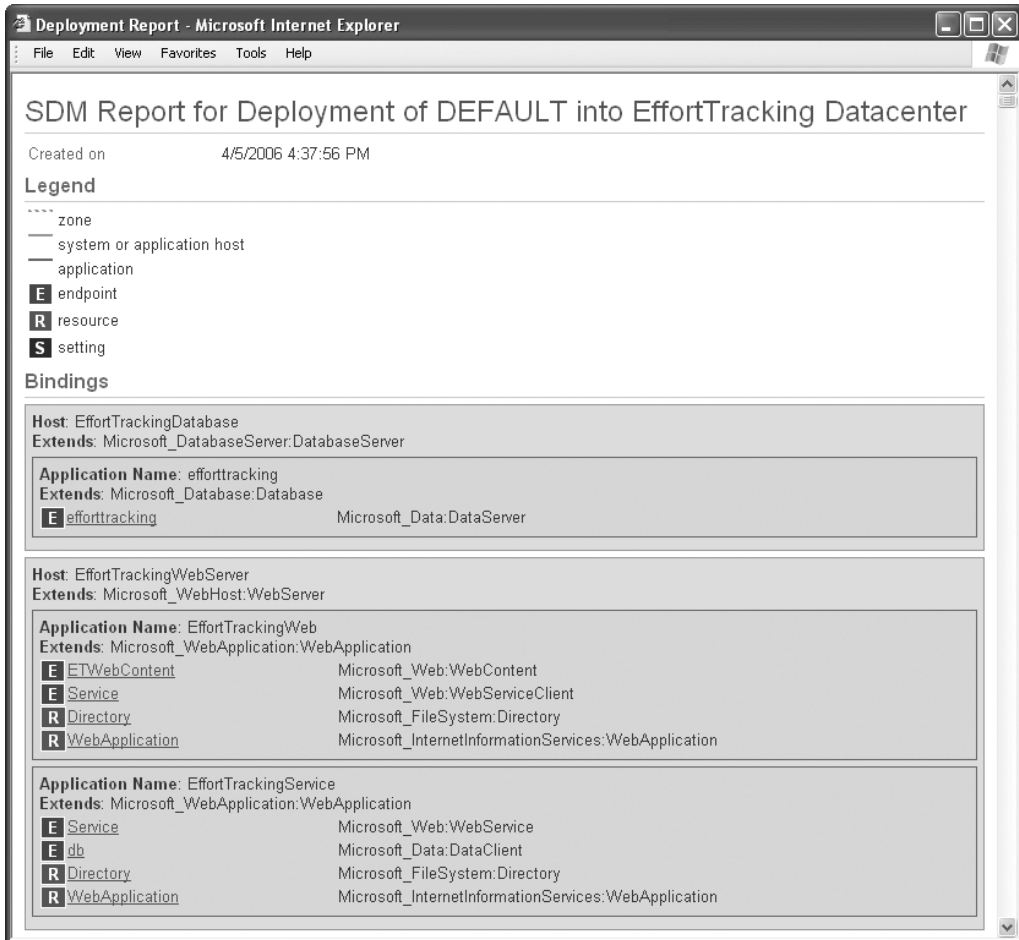 Deployment Report - Microsoft Internet Explorer
File Edit View Favorites Tools Help
SDM Report for Deployment of DEFAULT into EffortTracking Datacenter
Created on 4/5/2006 4:37:56 PM
Legend
zone
system or application host
application
E endpoint
R resource
S setting
Bindings
Host: EffortTrackingDatabase
Extends: Microsoft_DatabaseServer:DatabaseServer
Application Name: efforttracking
Extends: Microsoft_Database:Database
E efforttracking Microsoft_Data:DataServer
Host: EffortTrackingWebServer
Extends: Microsoft_WebHost:WebServer
Application Name: EffortTrackingWeb
Extends: Microsoft_WebApplication:WebApplication
E ETWebContent Microsoft_Web:WebContent
E Service Microsoft_Web:WebServiceClient
R Directory Microsoft_FileSystem:Directory
R WebApplication Microsoft_InternetInformationServices:WebApplication
Application Name: EffortTrackingService
Extends: Microsoft_WebApplication:WebApplication
E Service Microsoft_Web:WebService
E db Microsoft_Data:DataClient
R Directory Microsoft_FileSystem:Directory
R WebApplication Microsoft_InternetInformationServices:WebApplication